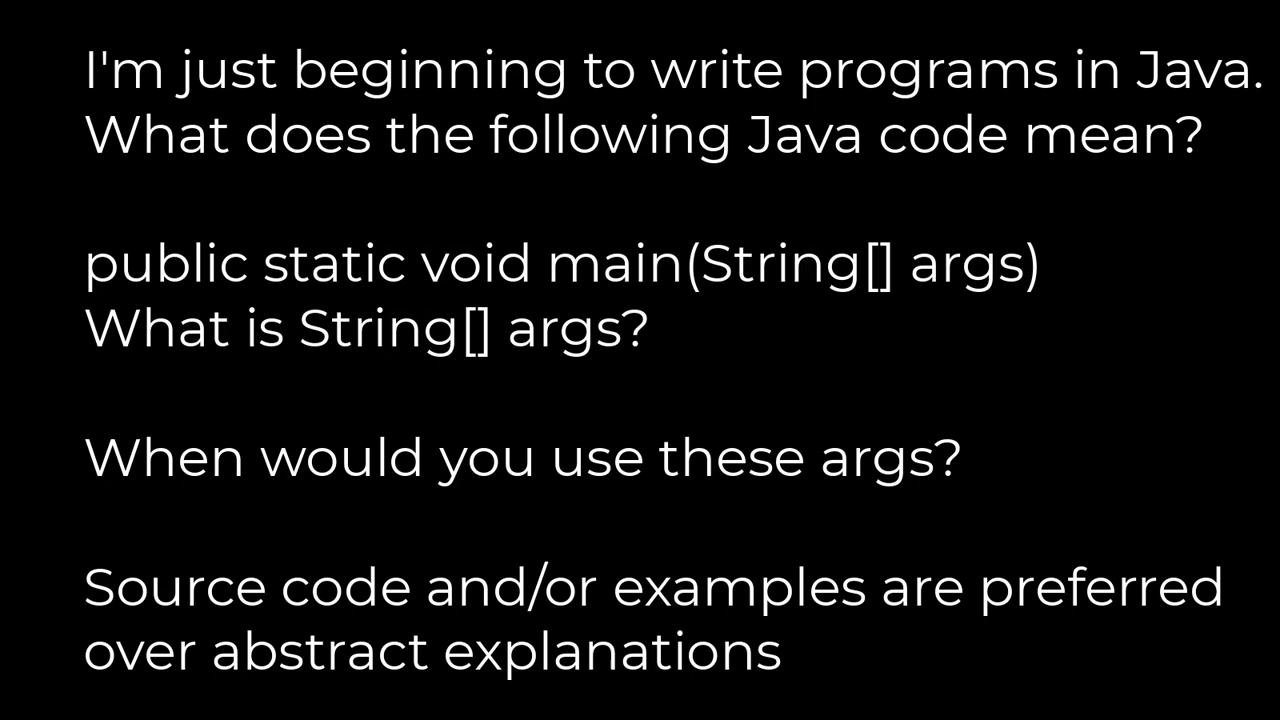 I'm just beginning to write programs in Java.
What does the following Java code mean?
public static void main(String[] args)
What is String[] args?
When would you use these args?
Source code and/or examples are preferred
over abstract explanations